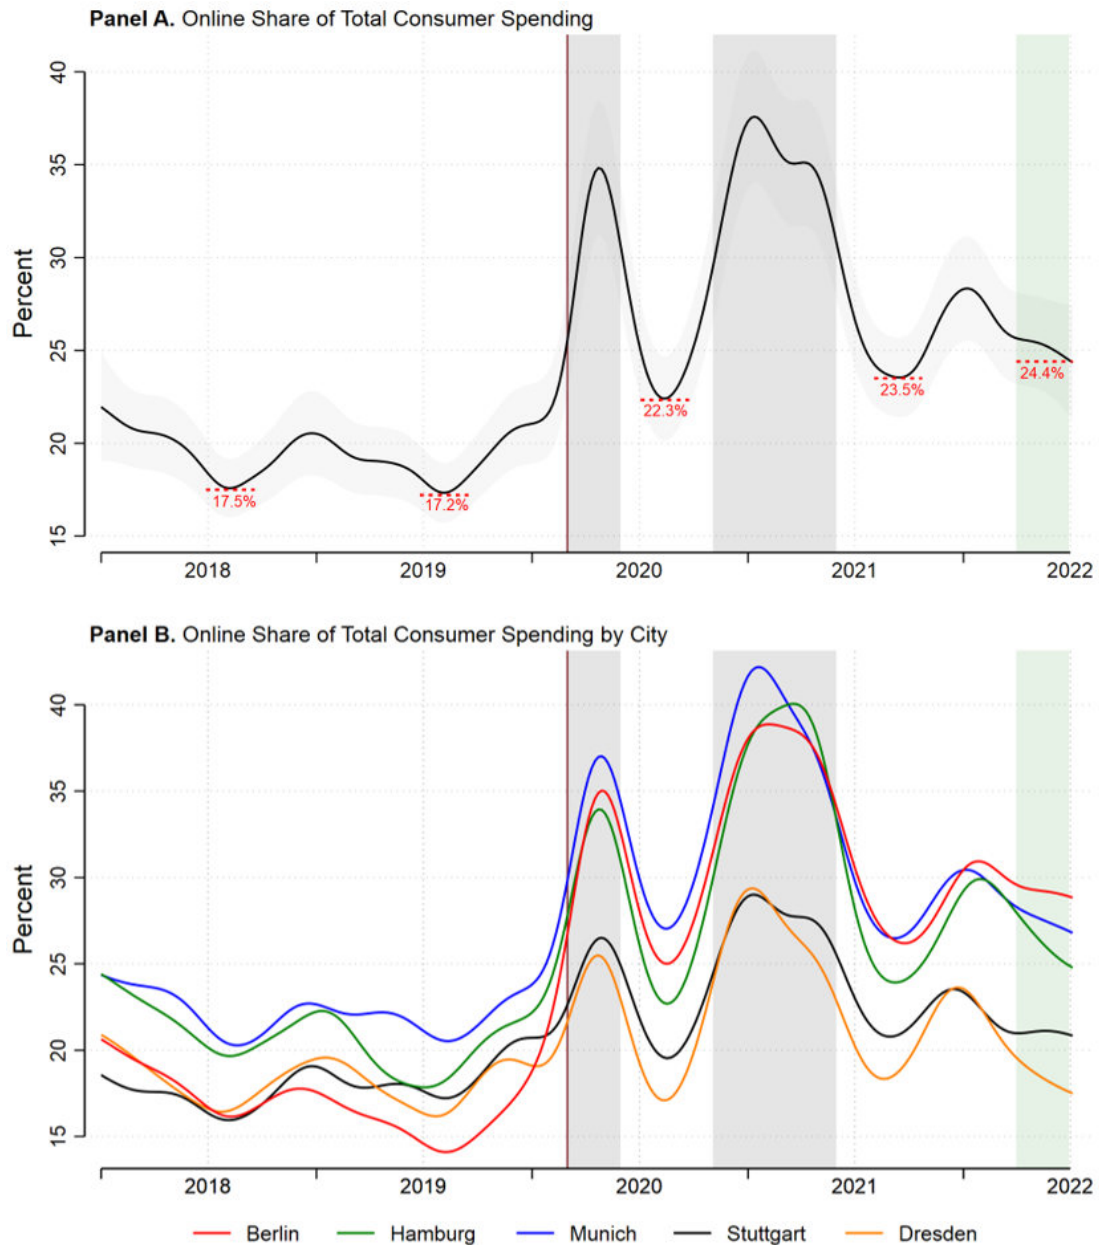 Panel A. Online Share of Total Consumer Spending
40
35
30
25
20
15
Percent
17.5%
17.2%
22.3%
23.5%
24.4%
2018 2019 2020 2021 2022
Panel B. Online Share of Total Consumer Spending by City
40
35
30
25
20
15
Percent
2018 2019 2020 2021 2022
Berlin Hamburg Munich Stuttgart Dresden